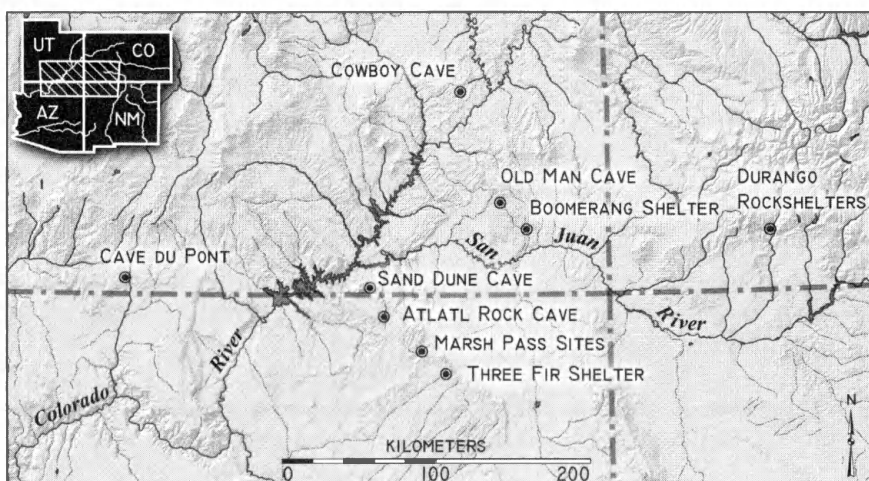 UT
CO
AZ
NM
COWBOY CAVE
OLD MAN CAVE
BOOMERANG SHELTER
DURANGO
ROCKSHELTERS
San Juan
CAVE DU PONT
SAND DUNE CAVE
ATLATL ROCK CAVE
River
MARSH PASS SITES
THREE FIR SHELTER
River
Colorado
KILOMETERS
0 100 200
N